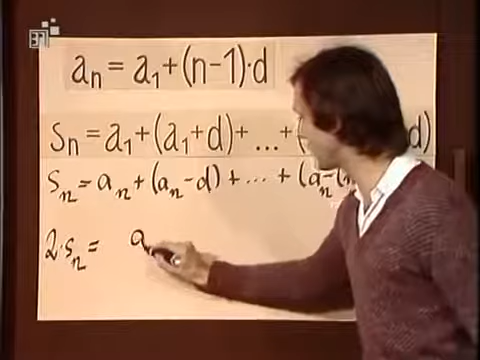 aₙ = a₁ + (n-1)·d
sₙ = a₁ + (a₁ + d) + ... + ( d)
sₙ = aₙ + (aₙ - d) + ... + (aₙ - (
2·sₙ = a